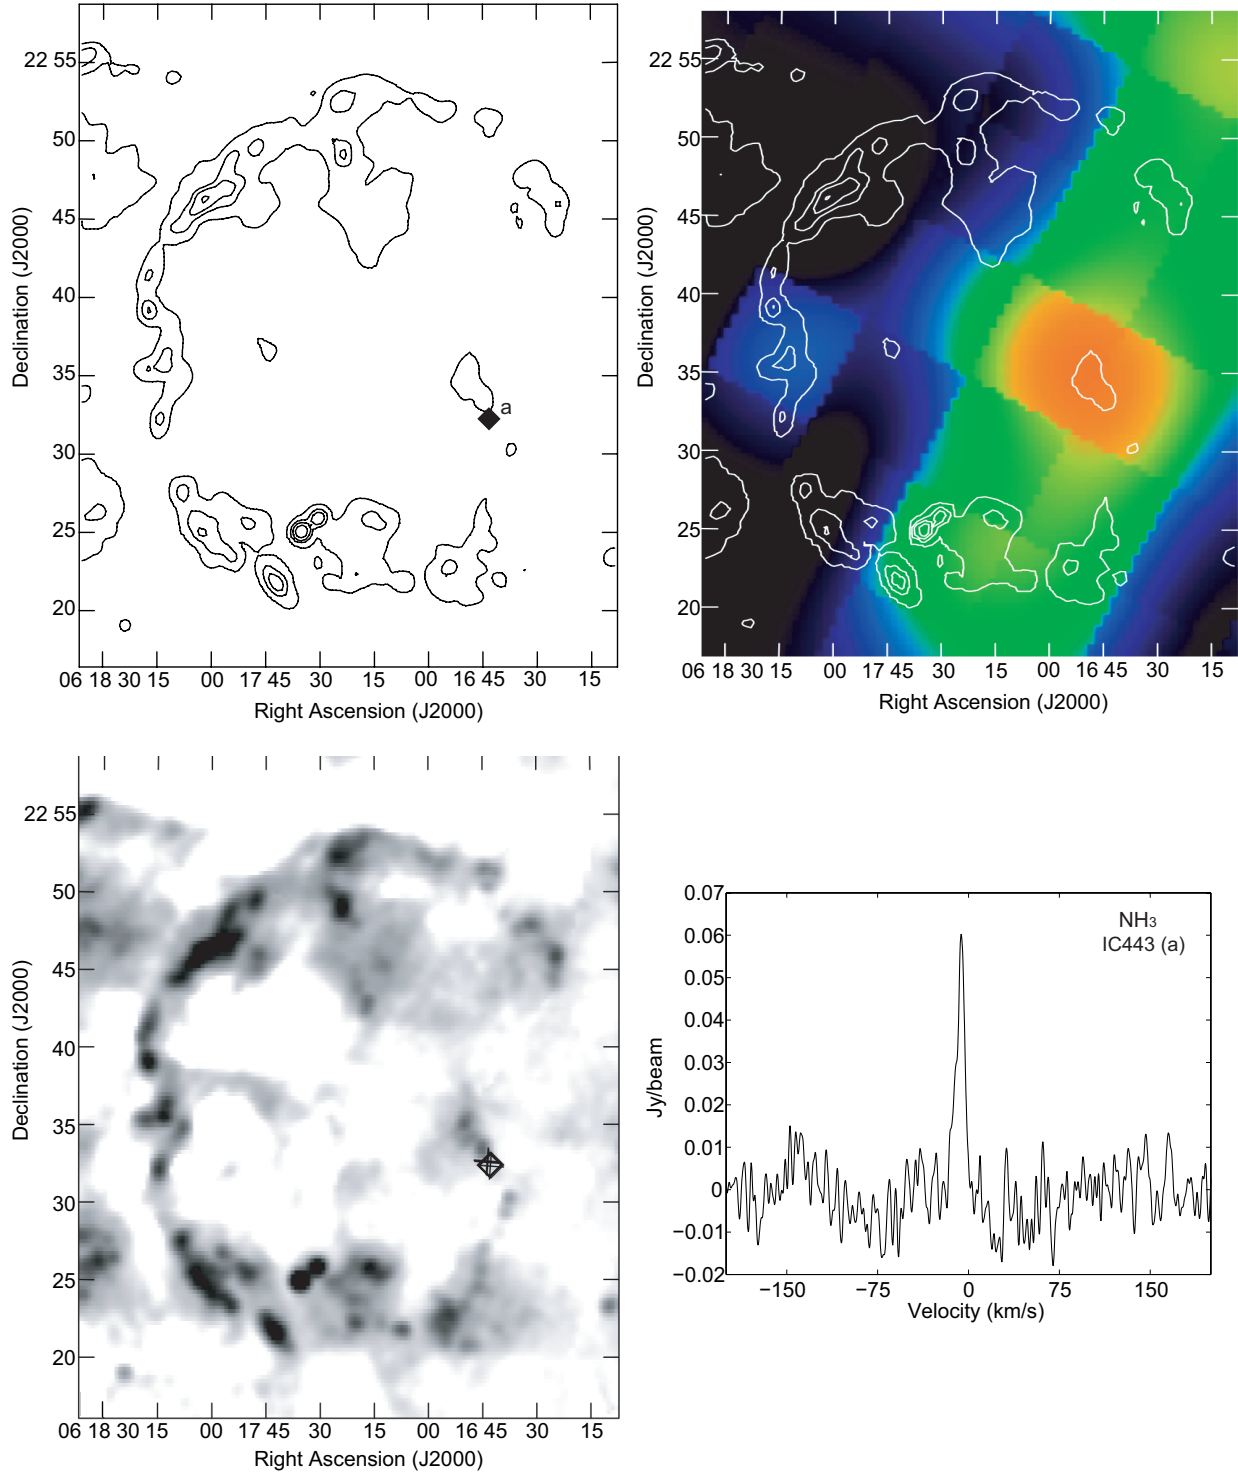 22 55
50
45
40
35
30
25
20
Declination (J2000)
a
06 18 30 15 00 17 45 30 15 00 16 45 30 15
Right Ascension (J2000)
22 55
50
45
40
35
30
25
20
Declination (J2000)
06 18 30 15 00 17 45 30 15 00 16 45 30 15
Right Ascension (J2000)
22 55
50
45
40
35
30
25
20
Declination (J2000)
06 18 30 15 00 17 45 30 15 00 16 45 30 15
Right Ascension (J2000)
0.07
0.06
0.05
0.04
0.03
0.02
0.01
0
−0.01
−0.02
Jy/beam
NH3
IC443 (a)
−150 −75 0 75 150
Velocity (km/s)